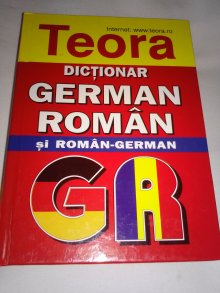 Internet: www.teora.ro
Teora
DICȚIONAR
GERMAN
ROMÂN
și ROMÂN-GERMAN
GR